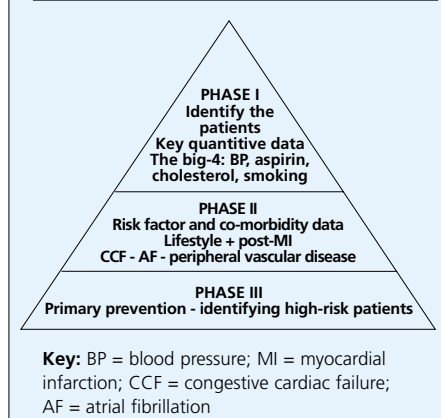 PHASE I
Identify the
patients
Key quantitive data
The big-4: BP, aspirin,
cholesterol, smoking
PHASE II
Risk factor and co-morbidity data
Lifestyle + post-MI
CCF - AF - peripheral vascular disease
PHASE III
Primary prevention - identifying high-risk patients
Key: BP = blood pressure; MI = myocardial
infarction; CCF = congestive cardiac failure;
AF = atrial fibrillation